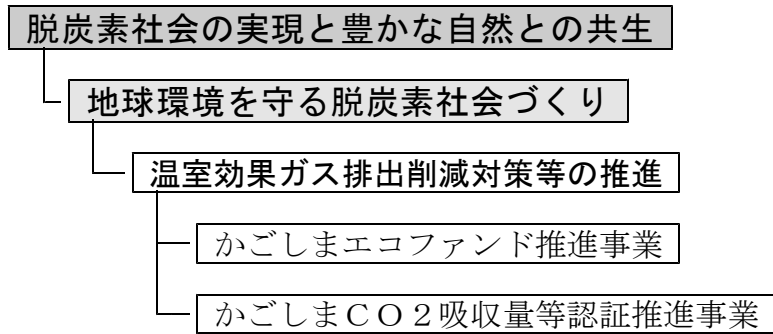 脱炭素社会の実現と豊かな自然との共生
地球環境を守る脱炭素社会づくり
温室効果ガス排出削減対策等の推進
かごしまエコファンド推進事業
かごしまＣＯ２吸収量等認証推進事業